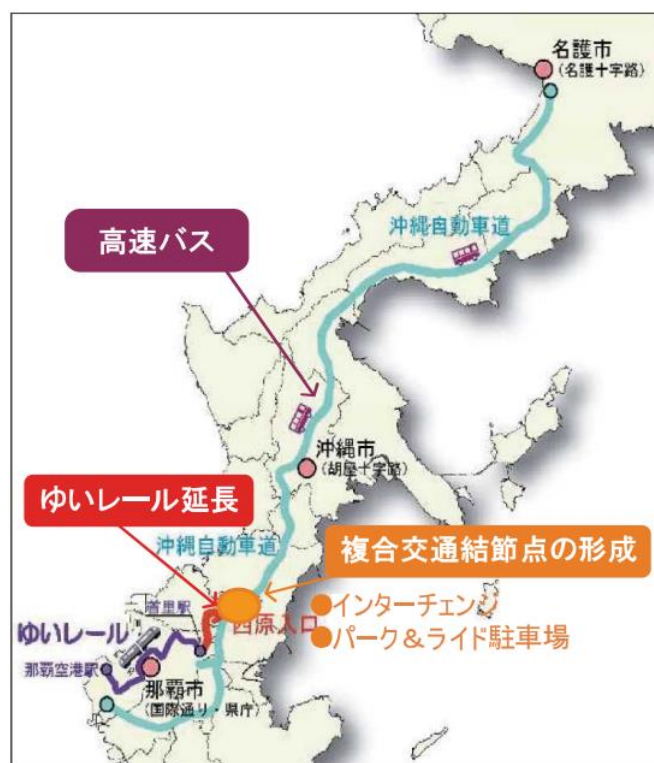 名護市
(名護十字路)
沖縄自動車道
高速バス
沖縄市
(胡屋十字路)
ゆいレール延長
沖縄自動車道
複合交通結節点の形成
首里駅
西原入口
●インターチェンジ
●パーク&ライド駐車場
ゆいレール
那覇空港駅
那覇市
(国際通り・県庁)